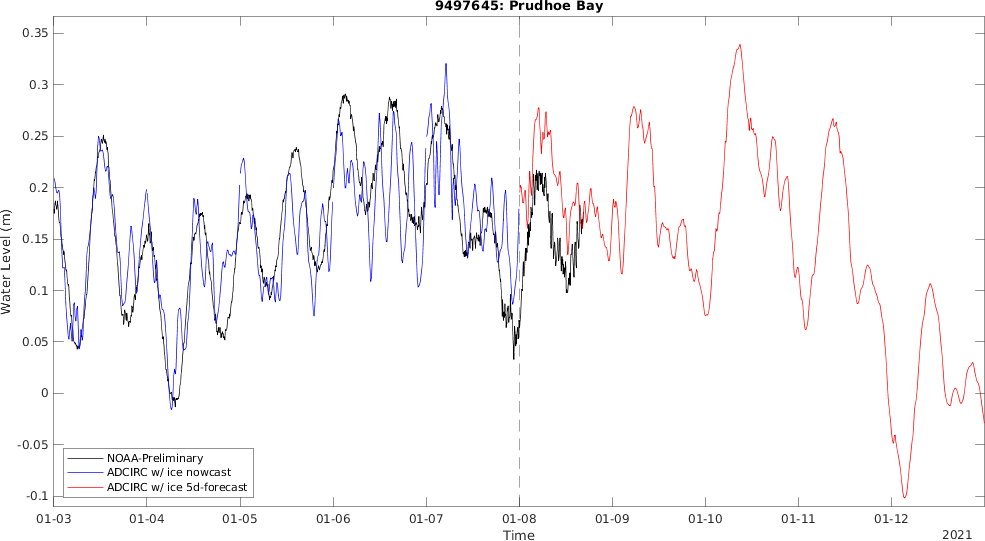 9497645: Prudhoe Bay
Water Level (m)
0.35
0.3
0.25
0.2
0.15
0.1
0.05
0
-0.05
-0.1
NOAA-Preliminary
ADCIRC w/ ice nowcast
ADCIRC w/ ice 5d-forecast
01-03 01-04 01-05 01-06 01-07 01-08 01-09 01-10 01-11 01-12
Time
2021